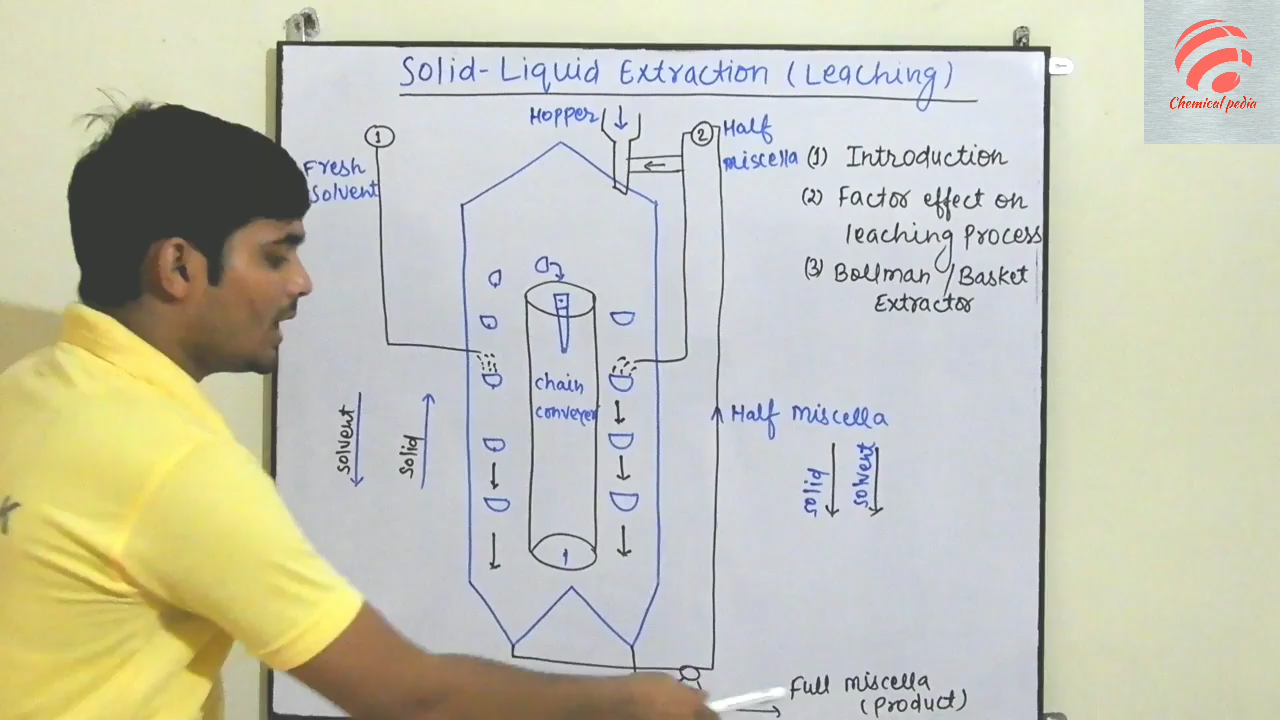 Solid-Liquid Extraction (Leaching)
Chemical pedia
Hopper
1
Fresh
solvent
2
Half
miscella
(1) Introduction
(2) Factor effect on
leaching Process
(3) Bollman / Basket
Extractor
chain
conveyer
solvent
solid
Half miscella
solid
solvent
Full miscella
(Product)
K